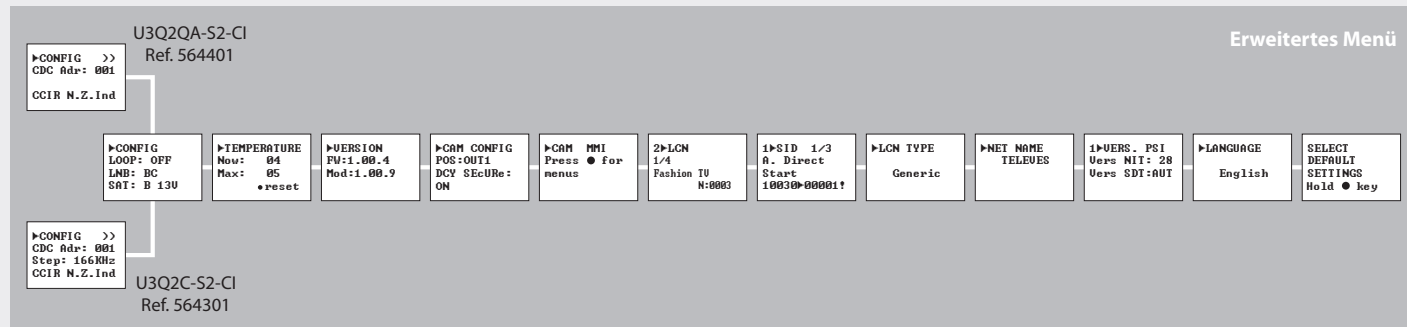 U3Q2QA-S2-CI
Ref. 564401
Erweitertes Menü
▶CONFIG >>
CDC Adr: 001
CCIR N.Z.Ind
▶CONFIG
LOOP: OFF
LNB: BC
SAT: B 13V
▶TEMPERATURE
Now: 04
Max: 05
●reset
▶VERSION
FW:1.00.4
Mod:1.00.9
▶CAM CONFIG
POS:OUT1
DCY SEcURe:
ON
▶CAM MMI
Press ● for
menus
2▶LCN
1/4
Fashion TV
N:0003
1▶SID 1/3
A. Direct
Start
10030▶00001!
▶LCN TYPE
Generic
▶NET NAME
TELEVES
1▶VERS. PSI
Vers NIT: 28
Vers SDT:AUT
▶LANGUAGE
English
SELECT
DEFAULT
SETTINGS
Hold ● key
▶CONFIG >>
CDC Adr: 001
Step: 166KHz
CCIR N.Z.Ind
U3Q2C-S2-CI
Ref. 564301